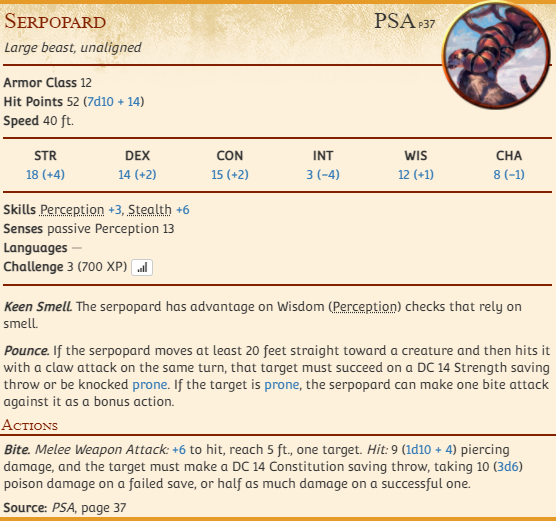 Serpopard PSA P37
Large beast, unaligned
Armor Class 12
Hit Points 52 (7d10 + 14)
Speed 40 ft.
STR DEX CON INT WIS CHA
18 (+4) 14 (+2) 15 (+2) 3 (−4) 12 (+1) 8 (−1)
Skills Perception +3, Stealth +6
Senses passive Perception 13
Languages —
Challenge 3 (700 XP)
Keen Smell. The serpopard has advantage on Wisdom (Perception) checks that rely on
smell.
Pounce. If the serpopard moves at least 20 feet straight toward a creature and then hits it
with a claw attack on the same turn, that target must succeed on a DC 14 Strength saving
throw or be knocked prone. If the target is prone, the serpopard can make one bite attack
against it as a bonus action.
Actions
Bite. Melee Weapon Attack: +6 to hit, reach 5 ft., one target. Hit: 9 (1d10 + 4) piercing
damage, and the target must make a DC 14 Constitution saving throw, taking 10 (3d6)
poison damage on a failed save, or half as much damage on a successful one.
Source: PSA, page 37